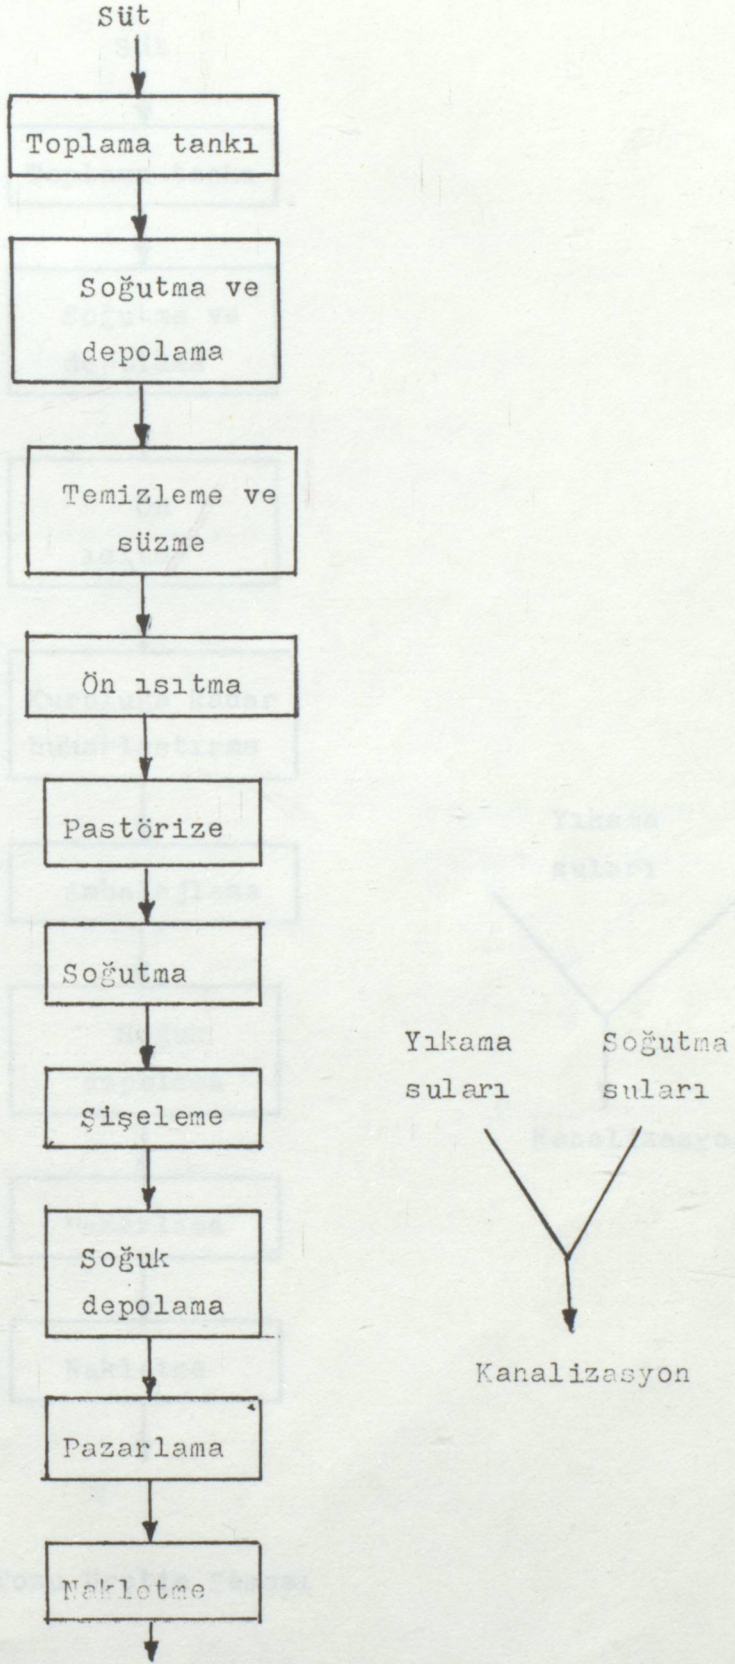 Süt
Toplama tankı
Soğutma ve
depolama
Temizleme ve
süzme
Ön ısıtma
Pastörize
Soğutma
Şişeleme
Soğuk
depolama
Pazarlama
Nakletme
Yıkama
suları
Soğutma
suları
Kanalizasyon